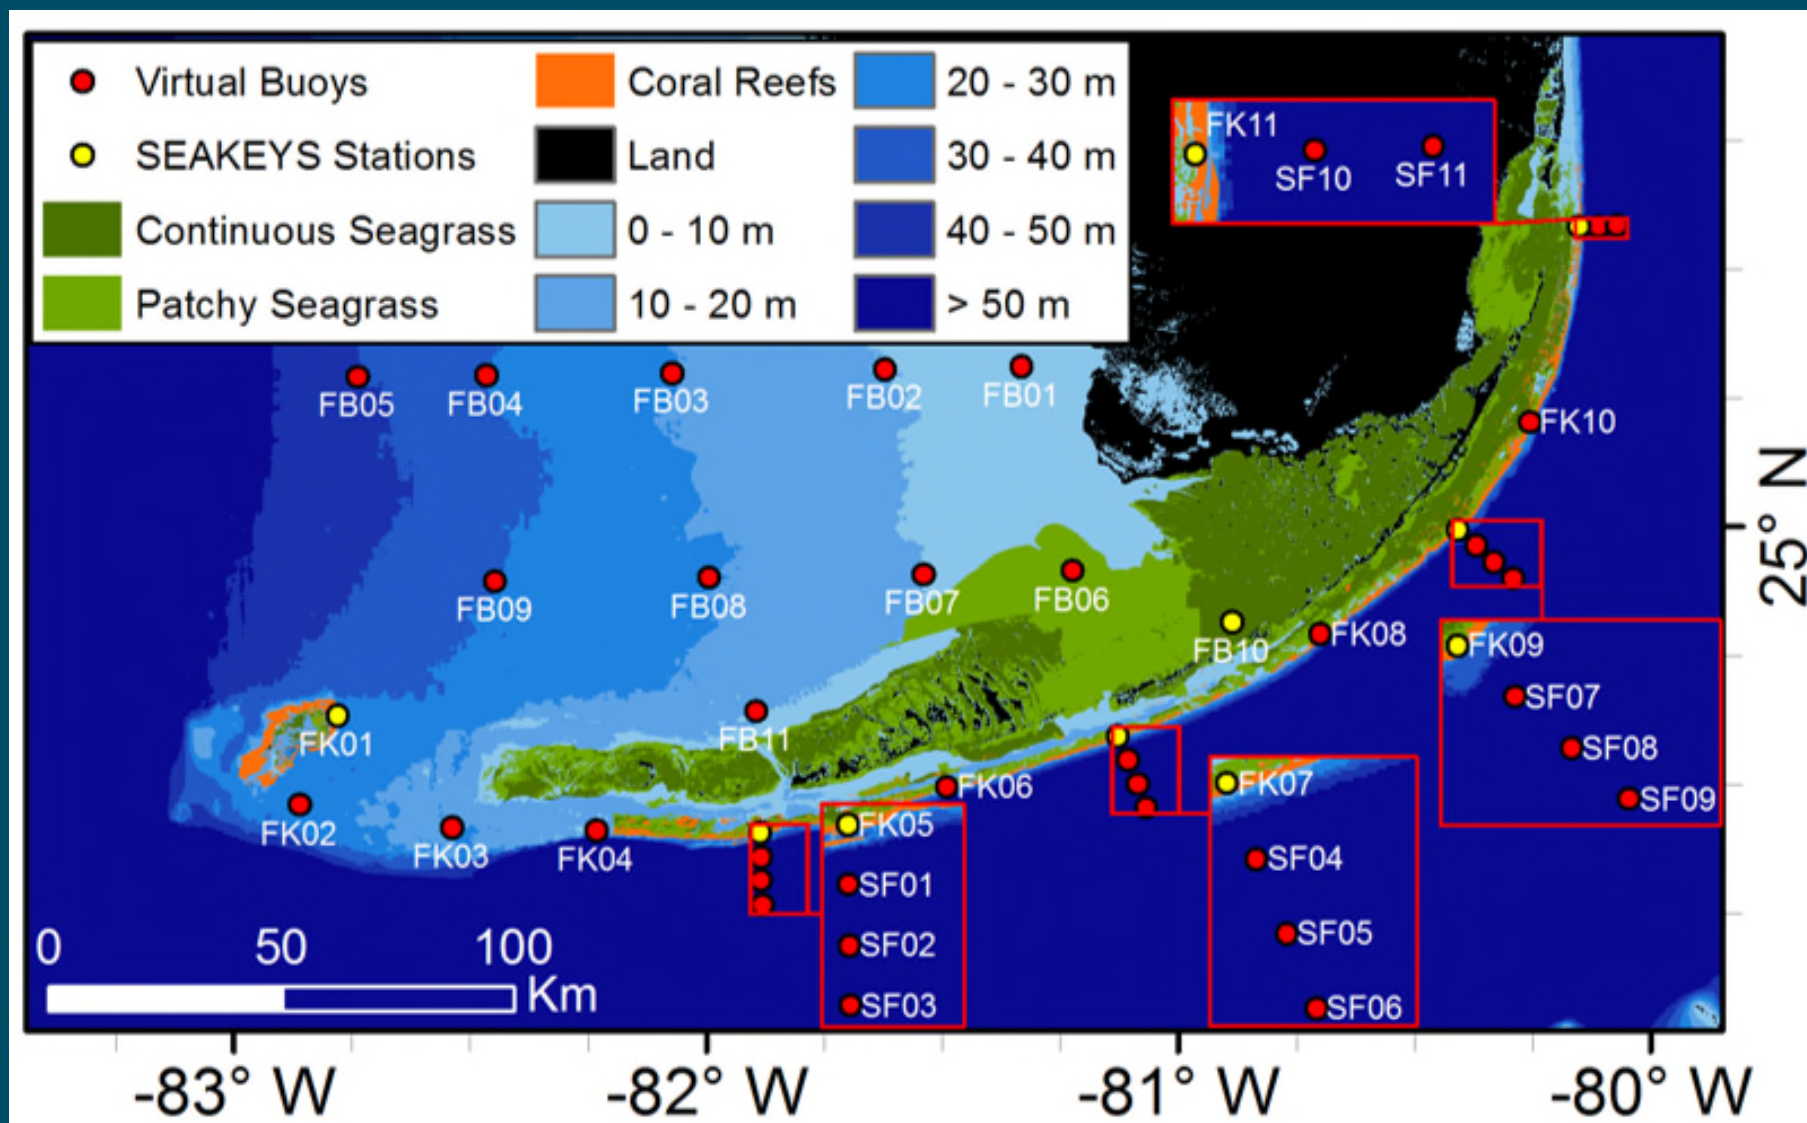 Virtual Buoys
SEAKEYS Stations
Continuous Seagrass
Patchy Seagrass
Coral Reefs
Land
0 - 10 m
10 - 20 m
20 - 30 m
30 - 40 m
40 - 50 m
> 50 m
FK11
SF10
SF11
FB05
FB04
FB03
FB02
FB01
FK10
25° N
FB09
FB08
FB07
FB06
FB10
FK08
FK09
SF07
SF08
SF09
FK01
FB11
FK02
FK03
FK04
FK06
FK05
SF01
SF02
SF03
FK07
SF04
SF05
SF06
0 50 100
Km
-83° W -82° W -81° W -80° W